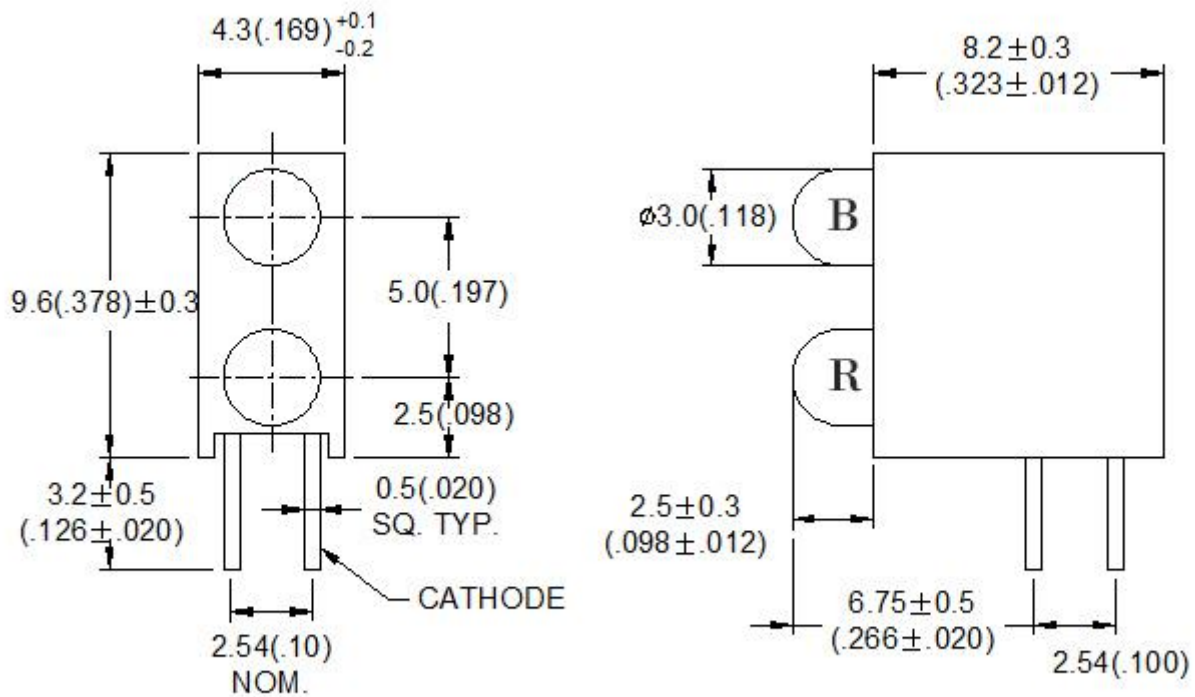 4.3(.169) +0.1
-0.2
8.2±0.3
(.323±.012)
ø3.0(.118)
B
9.6(.378)±0.3
5.0(.197)
R
2.5(.098)
3.2±0.5
(.126±.020)
0.5(.020)
SQ. TYP.
2.5±0.3
(.098±.012)
CATHODE
2.54(.10)
NOM.
6.75±0.5
(.266±.020)
2.54(.100)